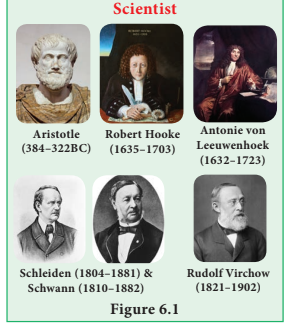 Scientist
Aristotle
(384–322BC)
Robert Hooke
(1635–1703)
Antonie von
Leeuwenhoek
(1632–1723)
Schleiden (1804–1881) &
Schwann (1810–1882)
Rudolf Virchow
(1821–1902)
Figure 6.1